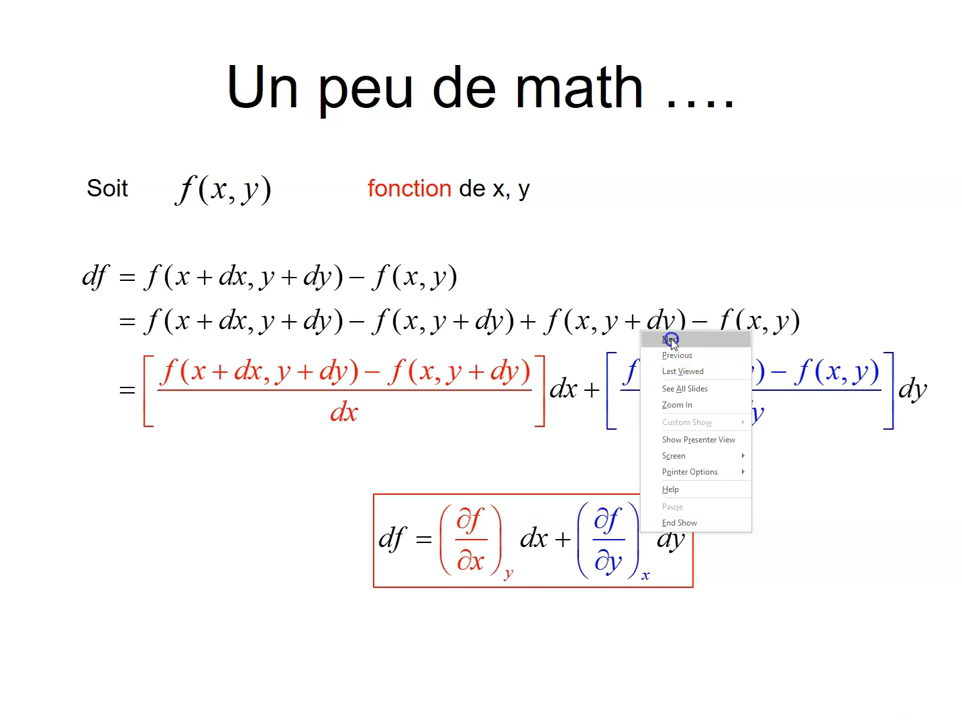 Un peu de math ….
Soit f(x, y) fonction de x, y
df = f(x + dx, y + dy) − f(x, y)
= f(x + dx, y + dy) − f(x, y + dy) + f(x, y + dy) − f(x, y)
= [ f(x + dx, y + dy) − f(x, y + dy) / dx ] dx + [ f ) − f(x, y) / y ] dy
Previous
Last Viewed
See All Slides
Zoom In
Custom Show
Show Presenter View
Screen
Pointer Options
Help
Pause
End Show
df = (∂f/∂x)y dx + (∂f/∂y)x dy